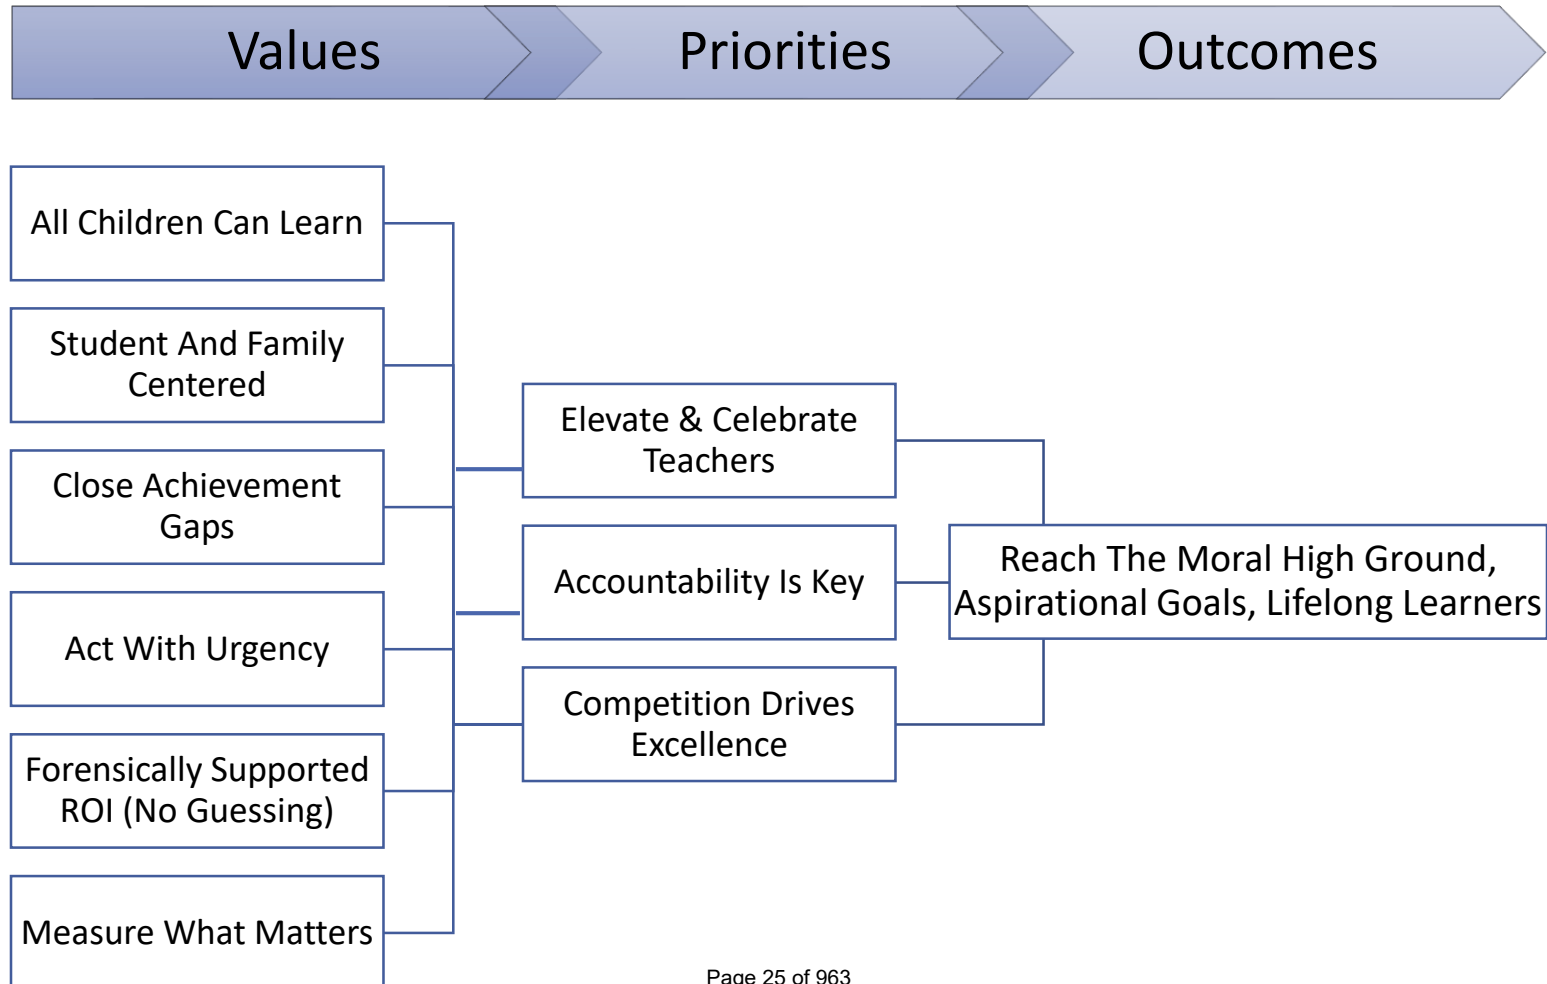 Values
Priorities
Outcomes
All Children Can Learn
Student And Family
Centered
Close Achievement
Gaps
Act With Urgency
Forensically Supported
ROI (No Guessing)
Measure What Matters
Elevate & Celebrate
Teachers
Accountability Is Key
Competition Drives
Excellence
Reach The Moral High Ground,
Aspirational Goals, Lifelong Learners
Page 25 of 963